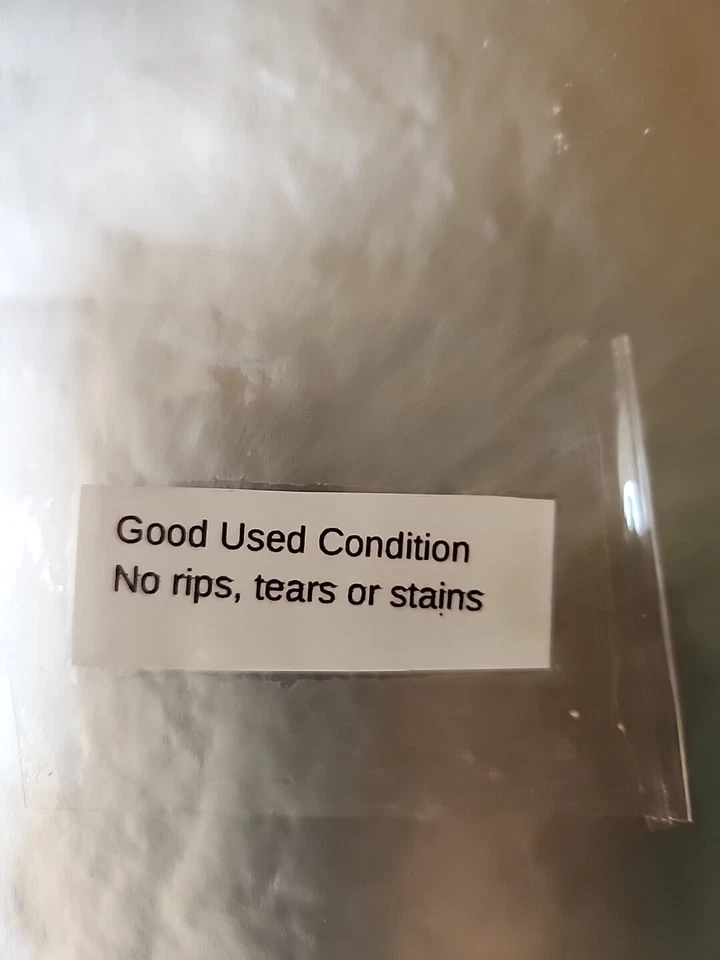 Good Used Condition
No rips, tears or stains